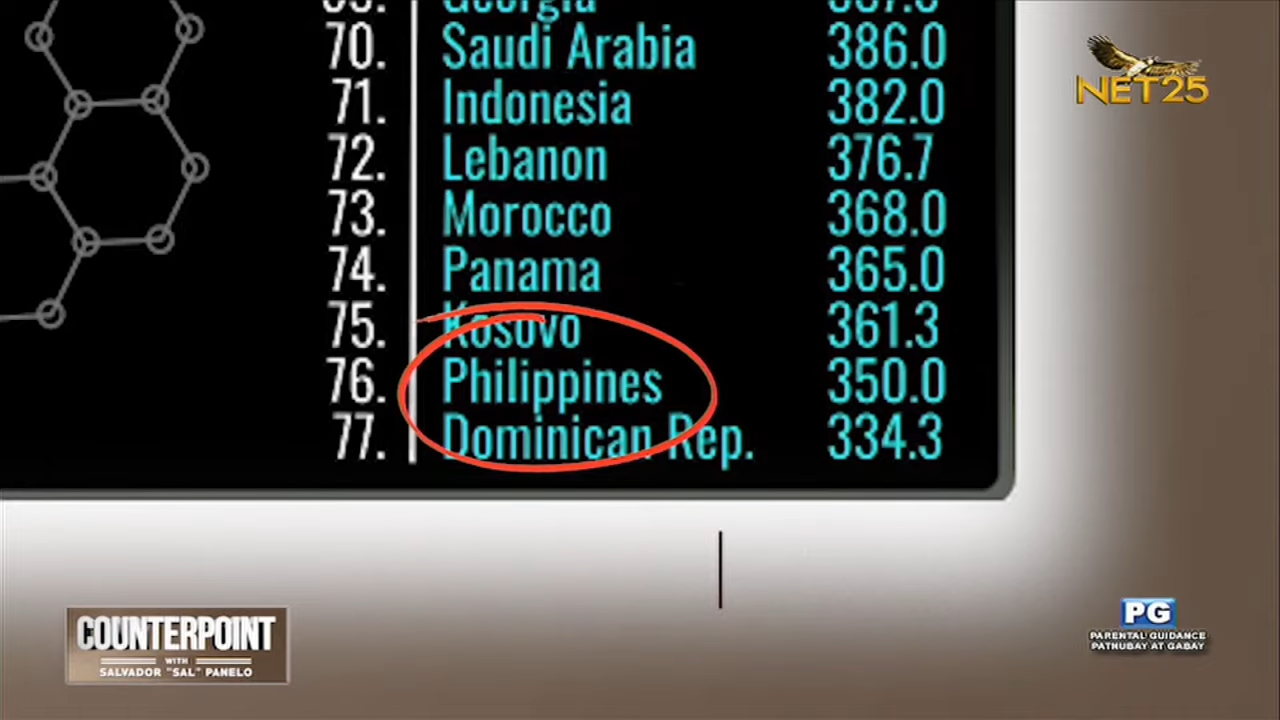 70. Saudi Arabia 386.0
71. Indonesia 382.0
72. Lebanon 376.7
73. Morocco 368.0
74. Panama 365.0
75. Kosovo 361.3
76. Philippines 350.0
77. Dominican Rep. 334.3
NET25
COUNTERPOINT
WITH
SALVADOR "SAL" PANELO
PG
PARENTAL GUIDANCE
PATNUBAY AT GABAY